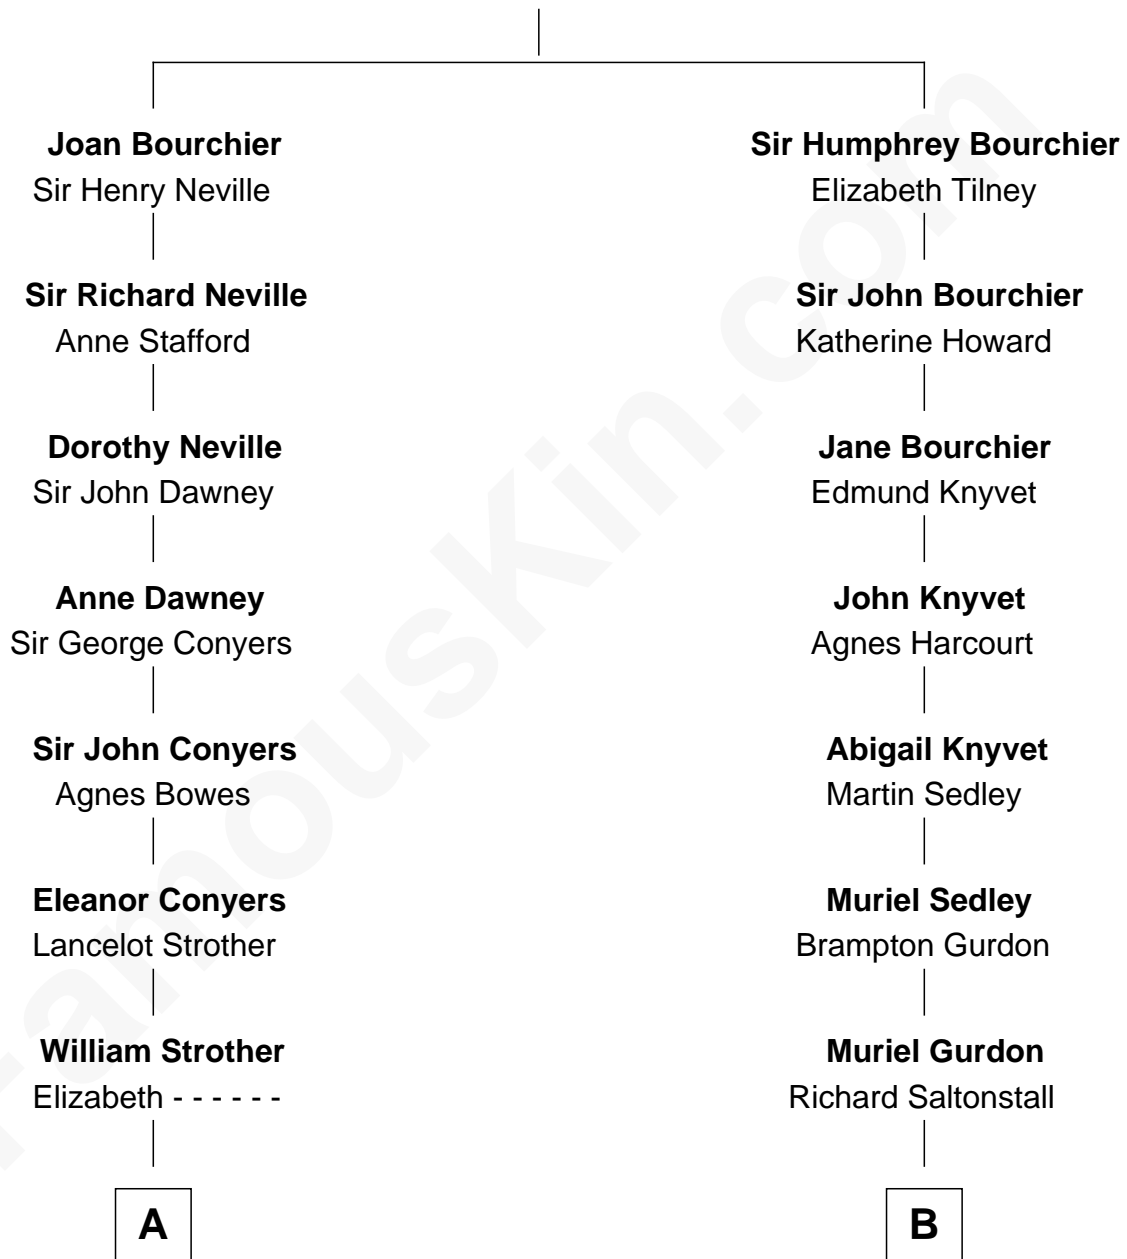 Joan Bourchier
Sir Henry Neville
Sir Richard Neville
Anne Stafford
Dorothy Neville
Sir John Dawney
Anne Dawney
Sir George Conyers
Sir John Conyers
Agnes Bowes
Eleanor Conyers
Lancelot Strother
William Strother
Elizabeth - - - - - -
A
Sir Humphrey Bourchier
Elizabeth Tilney
Sir John Bourchier
Katherine Howard
Jane Bourchier
Edmund Knyvet
John Knyvet
Agnes Harcourt
Abigail Knyvet
Martin Sedley
Muriel Sedley
Brampton Gurdon
Muriel Gurdon
Richard Saltonstall
B
FamousKin.com